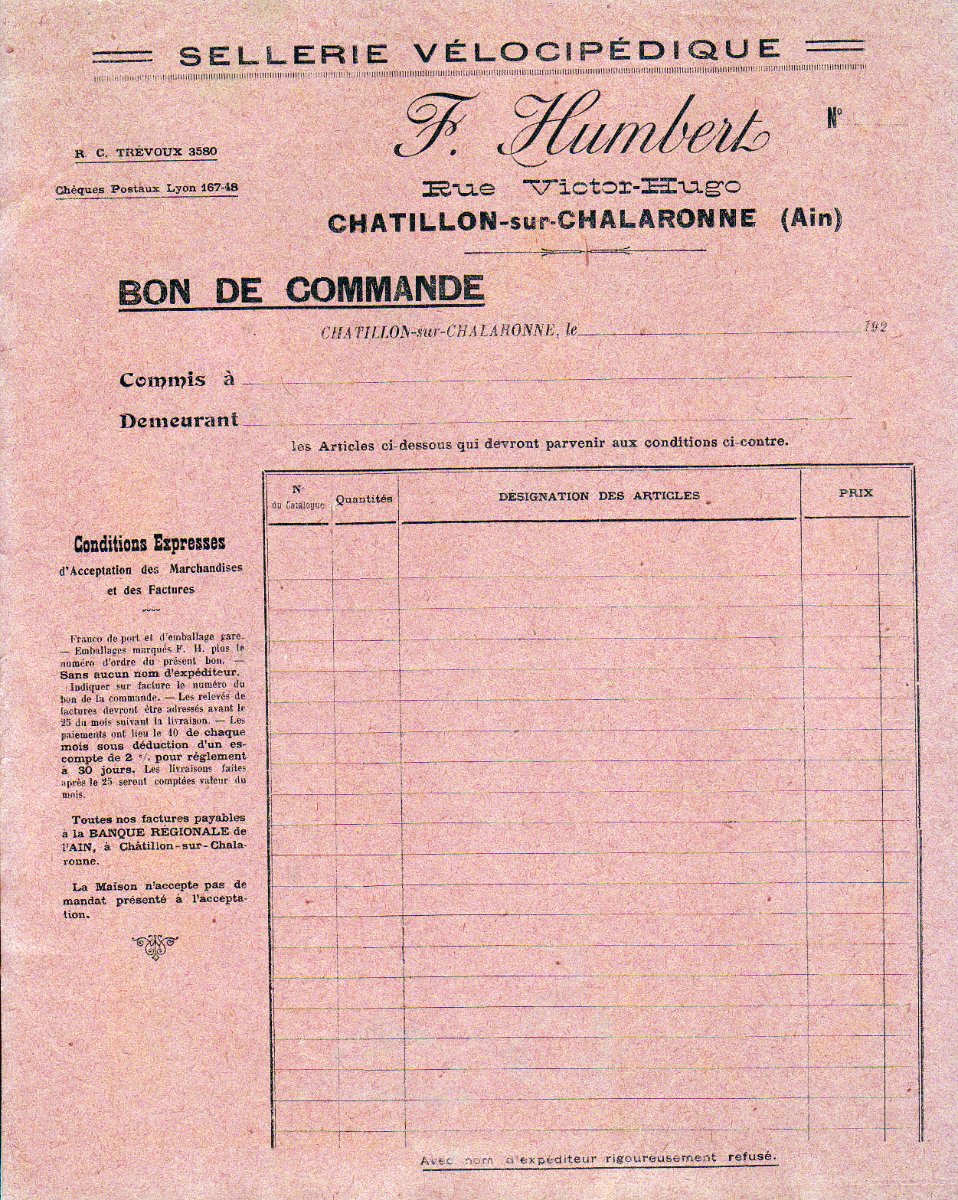 SELLERIE VÉLOCIPÉDIQUE
F. Humbert
N°
R. C. TREVOUX 3580
Chéques Postaux Lyon 167-48
Rue Victor-Hugo
CHATILLON-sur-CHALARONNE (Ain)
BON DE COMMANDE
CHATILLON-sur-CHALARONNE, le 192
Commis à
Demeurant
les Articles ci-dessous qui devront parvenir aux conditions ci-contre.
N°
du Catalogue
Quantités
DESIGNATION DES ARTICLES
PRIX
Conditions Expresses
d'Acceptation des Marchandises
et des Factures
Franco de port et d'emballage gare.
— Emballages marqués F. H. plus le
numéro d'ordre du présent bon. —
Sans aucun nom d'expéditeur.
Indiquer sur facture le numéro du
bon de la commande. — Les relevés de
factures devront être adressés avant le
25 du mois suivant la livraison. — Les
paiements ont lieu le 10 de chaque
mois sous déduction d'un es-
compte de 2 % pour réglement
à 30 jours. Les livraisons faites
après le 25 seront comptées valeur du
mois.
Toutes nos factures payables
à la BANQUE REGIONALE de
l'AIN, à Châtillon-sur-Chala-
ronne.
La Maison n'accepte pas de
mandat présenté à l'accepta-
tion.
Avec nom d'expéditeur rigoureusement refusé.